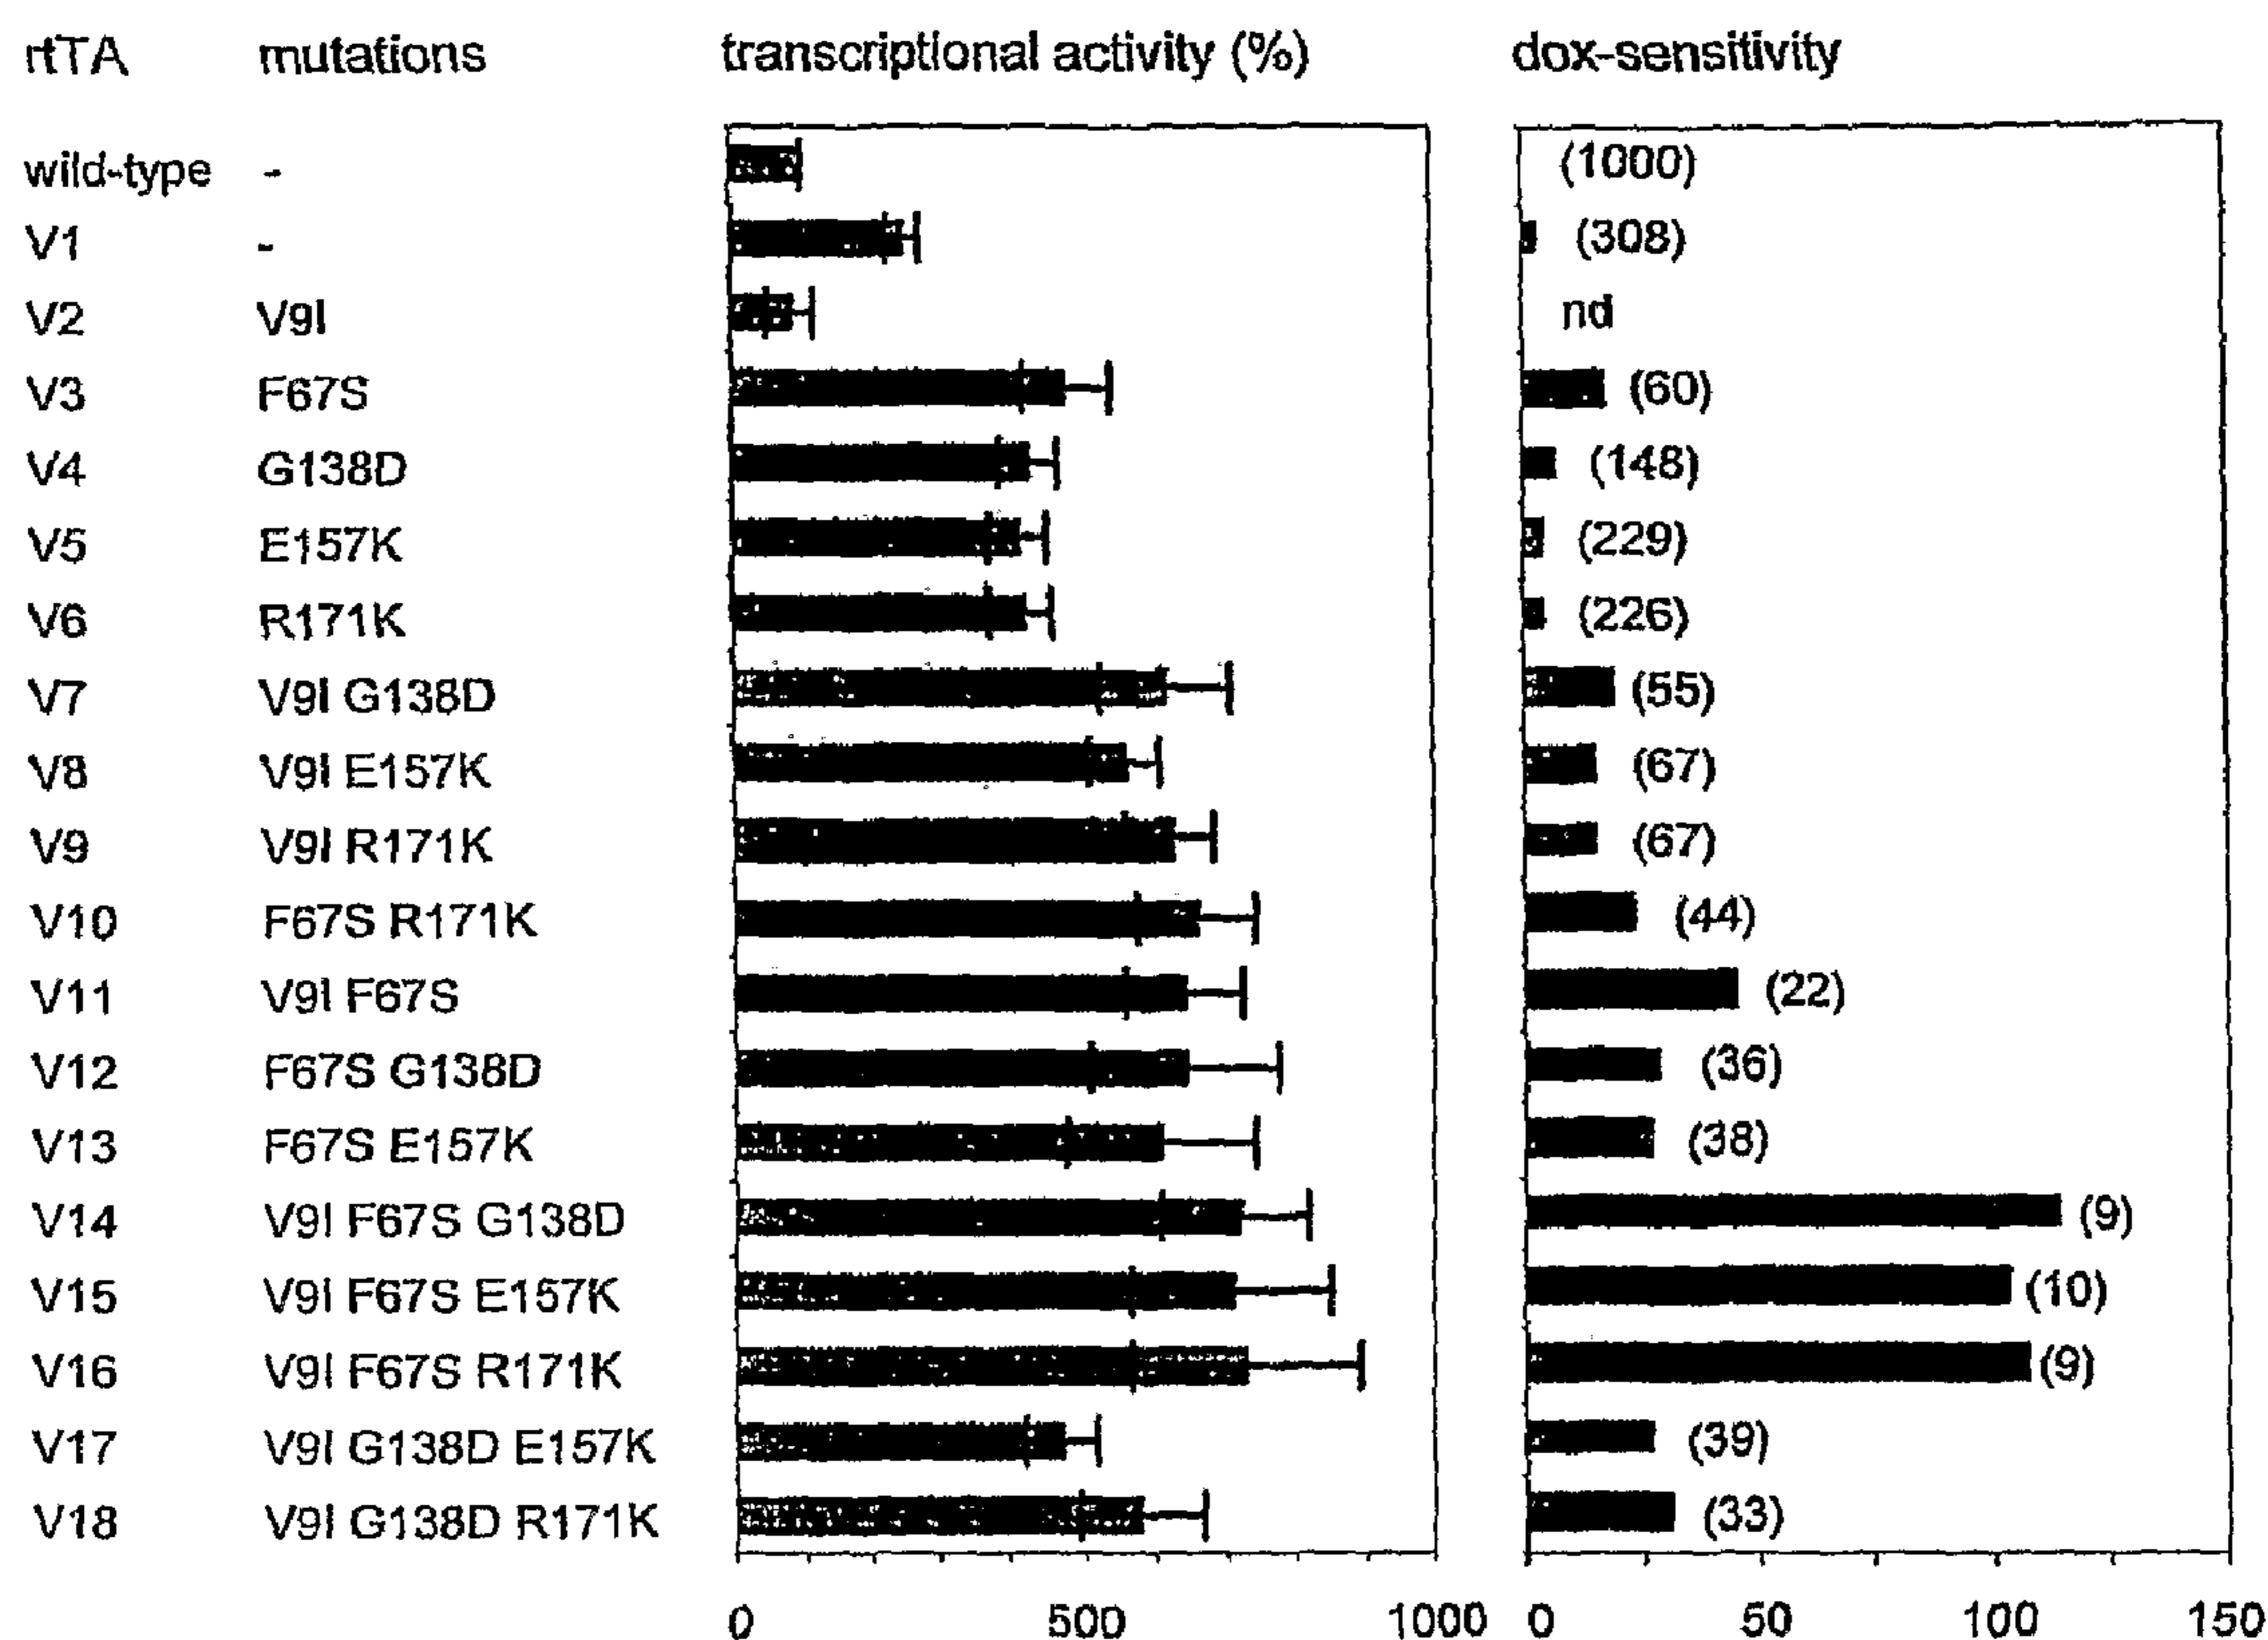 rtTA mutations transcriptional activity (%) dox-sensitivity
wild-type - (1000)
V1 - (308)
V2 V9I nd
V3 F67S (60)
V4 G138D (148)
V5 E157K (229)
V6 R171K (226)
V7 V9I G138D (55)
V8 V9I E157K (67)
V9 V9I R171K (67)
V10 F67S R171K (44)
V11 V9I F67S (22)
V12 F67S G138D (36)
V13 F67S E157K (38)
V14 V9I F67S G138D (9)
V15 V9I F67S E157K (10)
V16 V9I F67S R171K (9)
V17 V9I G138D E157K (39)
V18 V9I G138D R171K (33)
0 500 1000 0 50 100 150